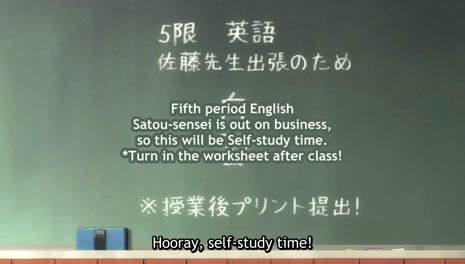 5限 英語
佐藤先生出張のため
Fifth period English
Satou-sensei is out on business,
so this will be Self-study time.
*Turn in the worksheet after class!
※授業後プリント提出!
Hooray, self-study time!